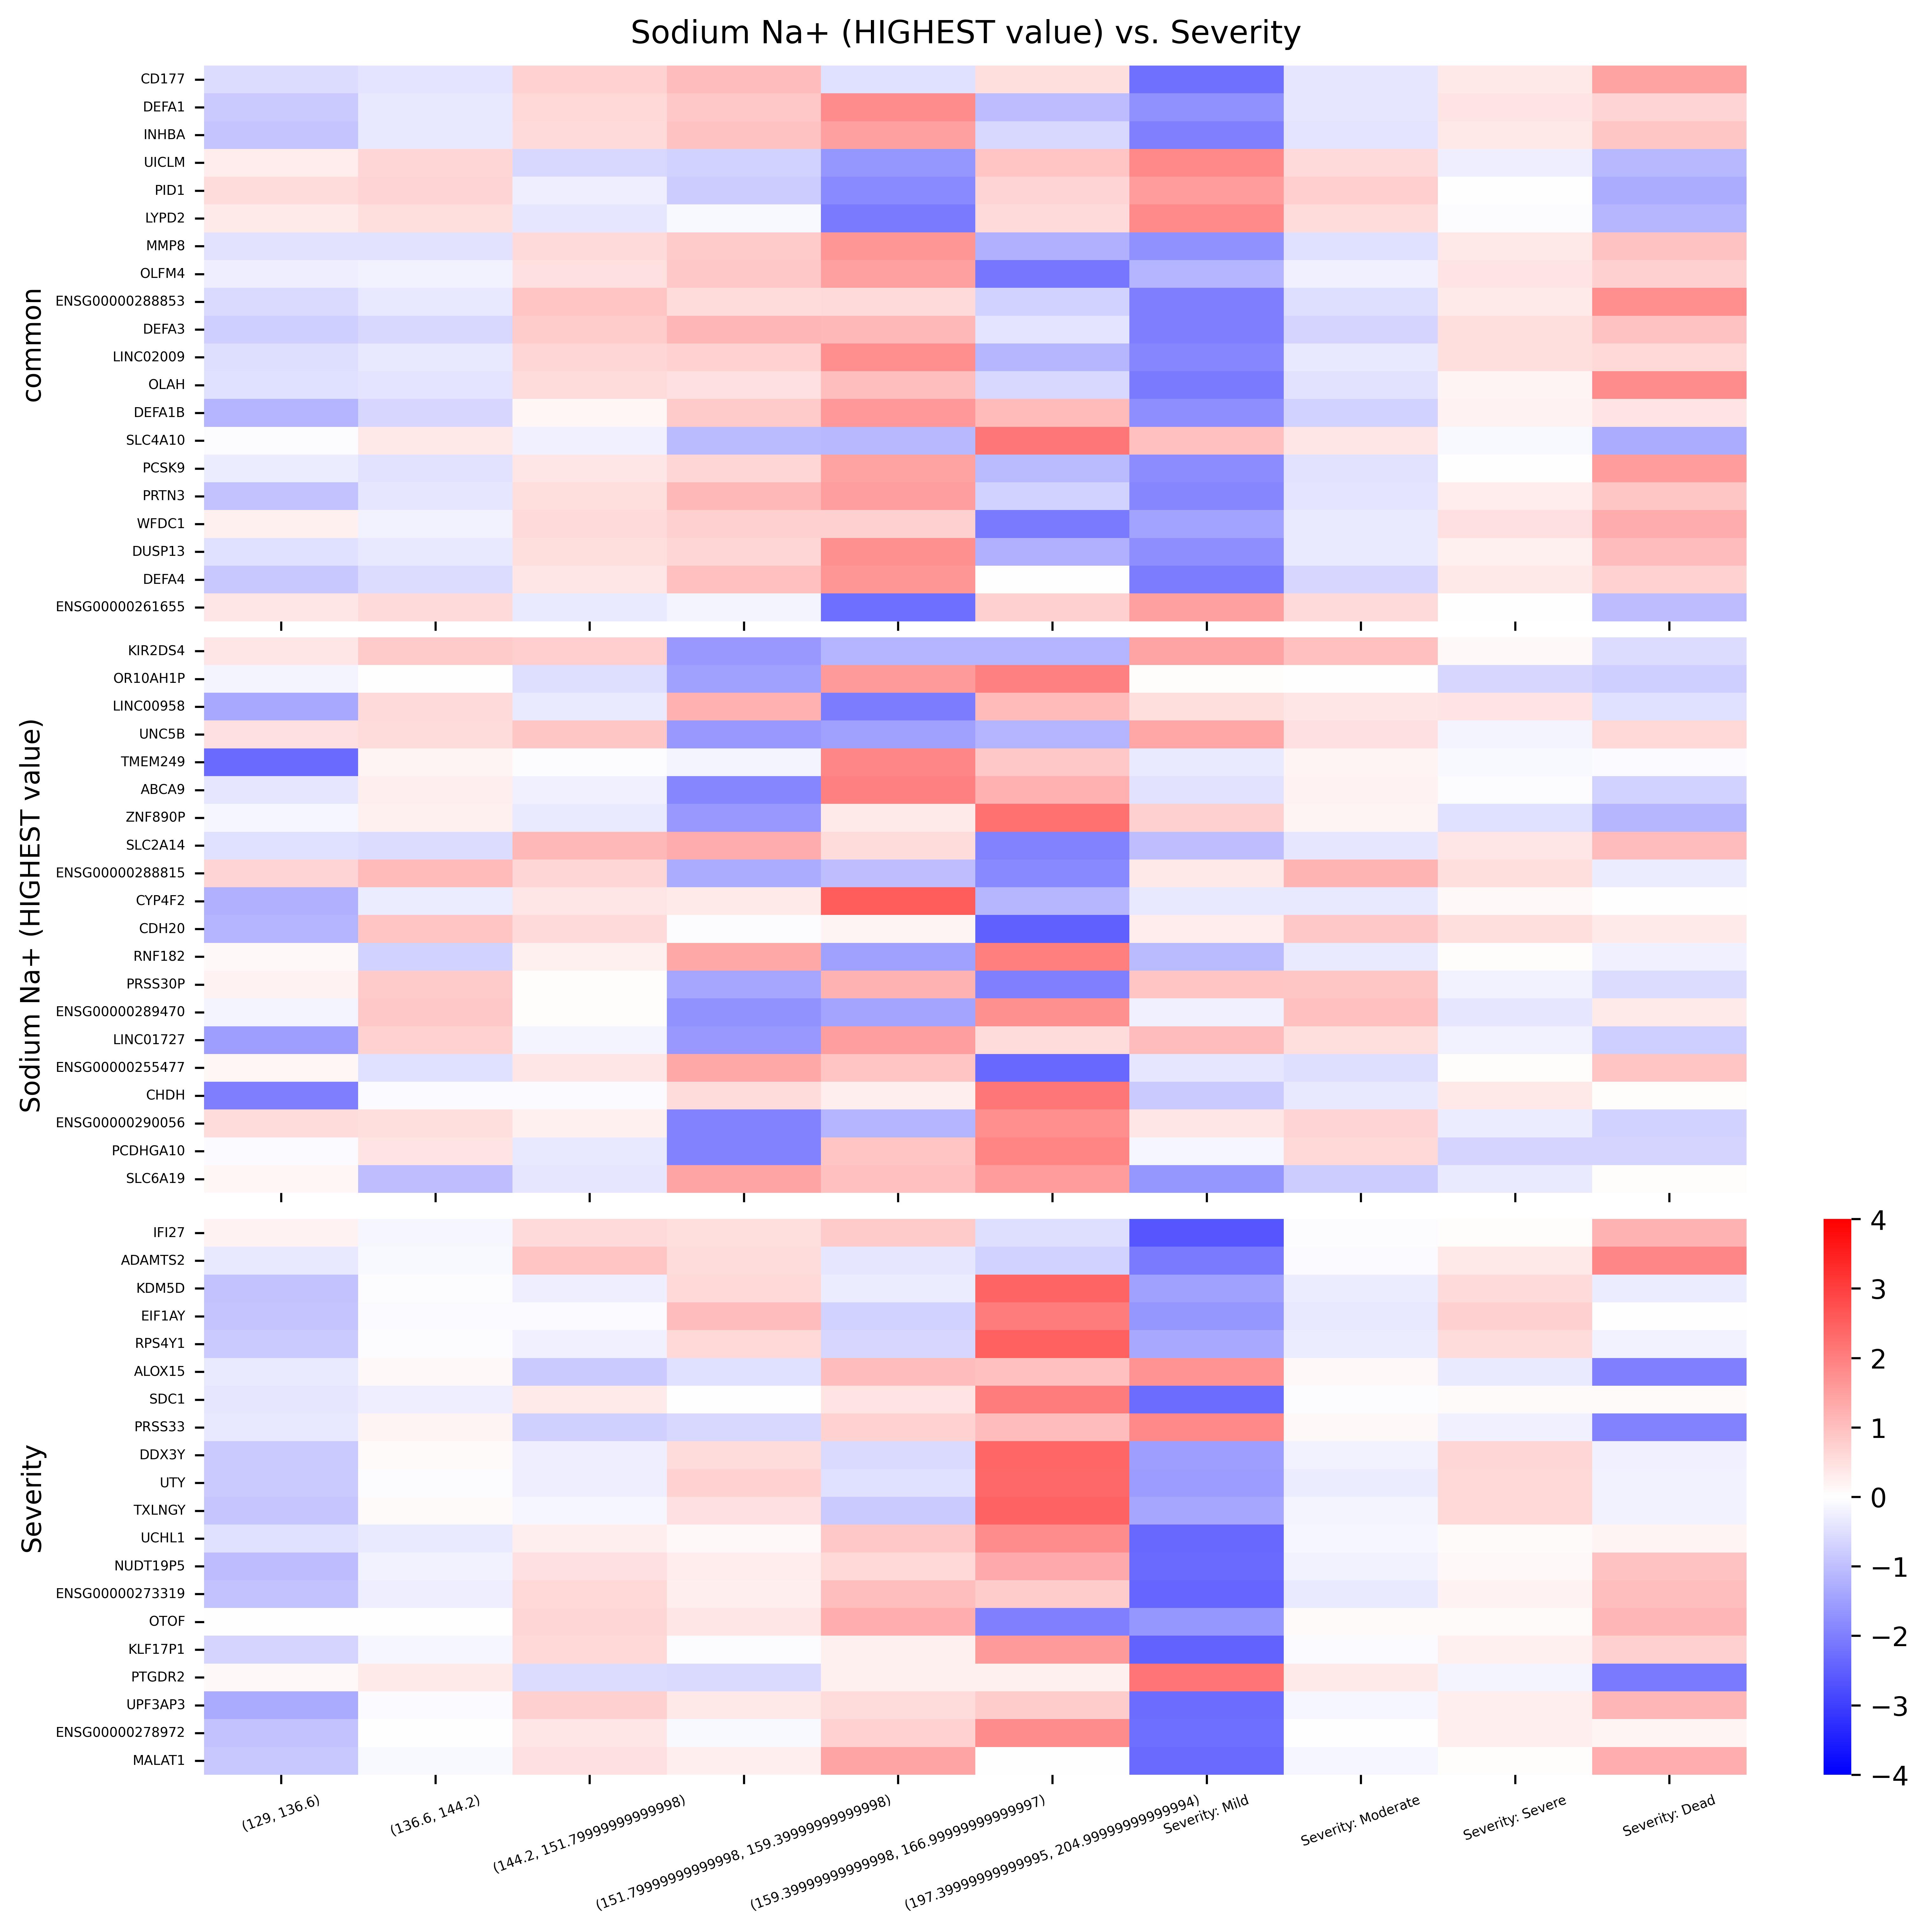 Sodium Na+ (HIGHEST value) vs. Severity
common
CD177
DEFA1
INHBA
UICLM
PID1
LYPD2
MMP8
OLFM4
ENSG00000288853
DEFA3
LINC02009
OLAH
DEFA1B
SLC4A10
PCSK9
PRTN3
WFDC1
DUSP13
DEFA4
ENSG00000261655
Sodium Na+ (HIGHEST value)
KIR2DS4
OR10AH1P
LINC00958
UNC5B
TMEM249
ABCA9
ZNF890P
SLC2A14
ENSG00000288815
CYP4F2
CDH20
RNF182
PRSS30P
ENSG00000289470
LINC01727
ENSG00000255477
CHDH
ENSG00000290056
PCDHGA10
SLC6A19
Severity
IFI27
ADAMTS2
KDM5D
EIF1AY
RPS4Y1
ALOX15
SDC1
PRSS33
DDX3Y
UTY
TXLNGY
UCHL1
NUDT19P5
ENSG00000273319
OTOF
KLF17P1
PTGDR2
UPF3AP3
ENSG00000278972
MALAT1
(129, 136.6)
(136.6, 144.2)
(144.2, 151.79999999999998)
(151.79999999999998, 159.39999999999998)
(159.39999999999998, 166.99999999999997)
(197.39999999999995, 204.99999999999994)
Severity: Mild
Severity: Moderate
Severity: Severe
Severity: Dead
4
3
2
1
0
−1
−2
−3
−4